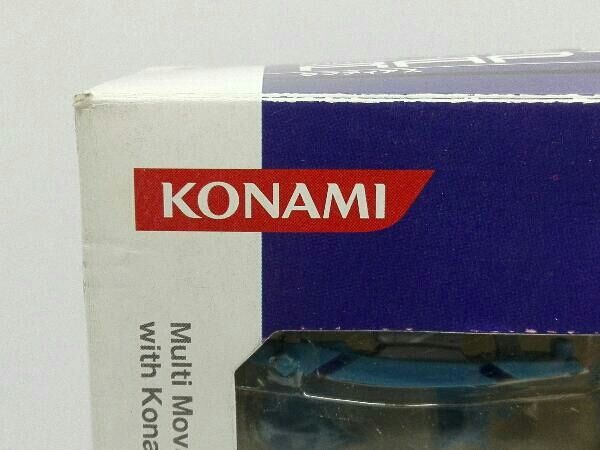 KONAMI
Multi Mov
with Kona